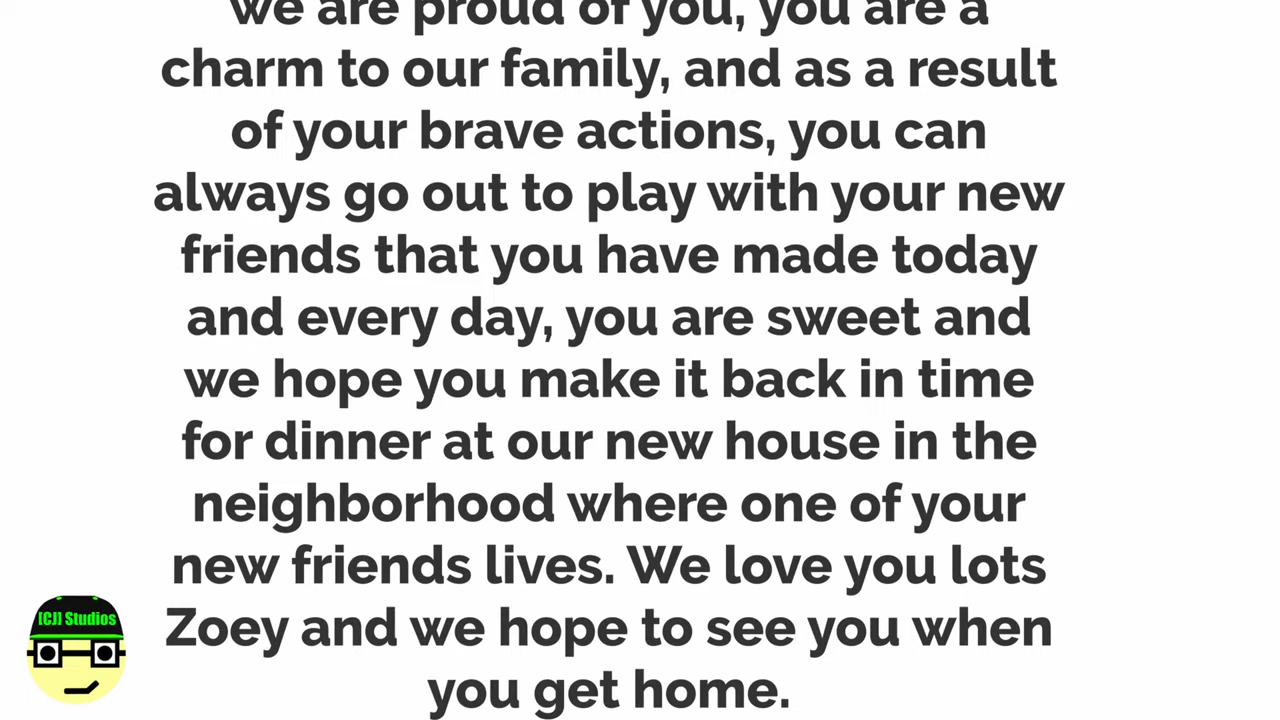 we are proud of you, you are a
charm to our family, and as a result
of your brave actions, you can
always go out to play with your new
friends that you have made today
and every day, you are sweet and
we hope you make it back in time
for dinner at our new house in the
neighborhood where one of your
new friends lives. We love you lots
Zoey and we hope to see you when
you get home.
[CJ] Studios